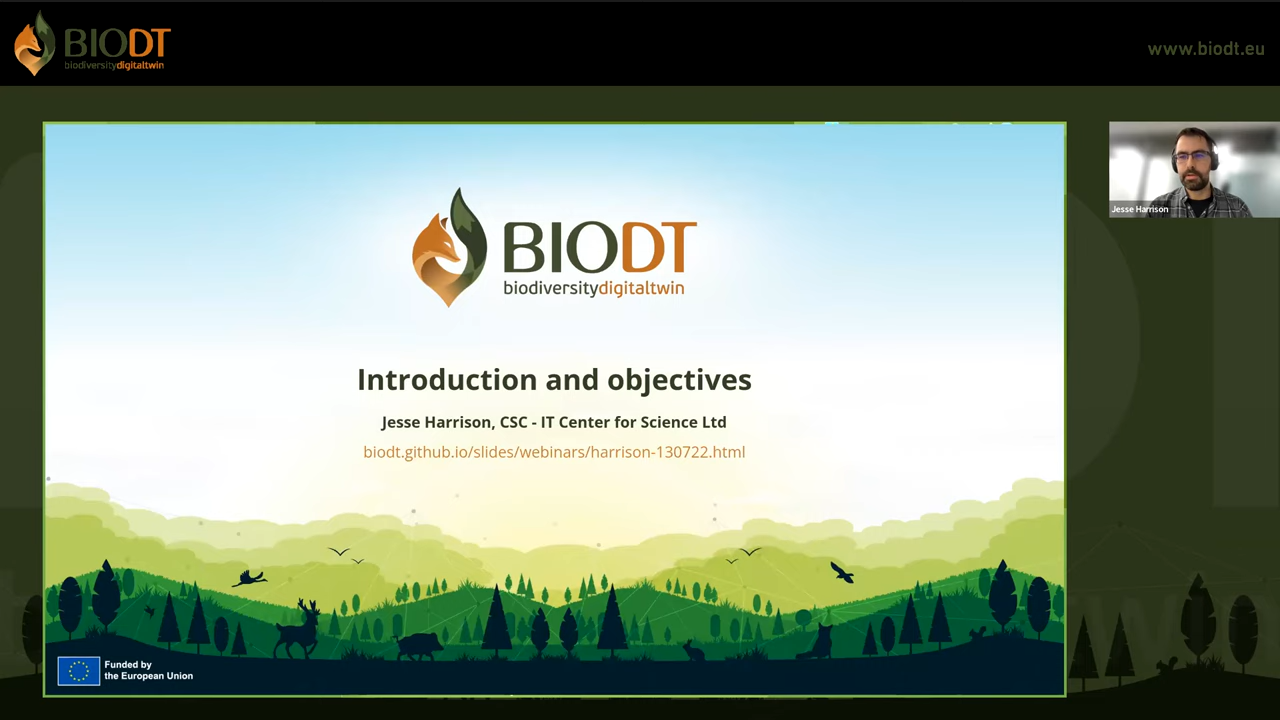 BIODT
biodiversitydigitaltwin
www.biodt.eu
BIODT
biodiversitydigitaltwin
Jesse Harrison
Introduction and objectives
Jesse Harrison, CSC - IT Center for Science Ltd
biodt.github.io/slides/webinars/harrison-130722.html
Funded by
the European Union